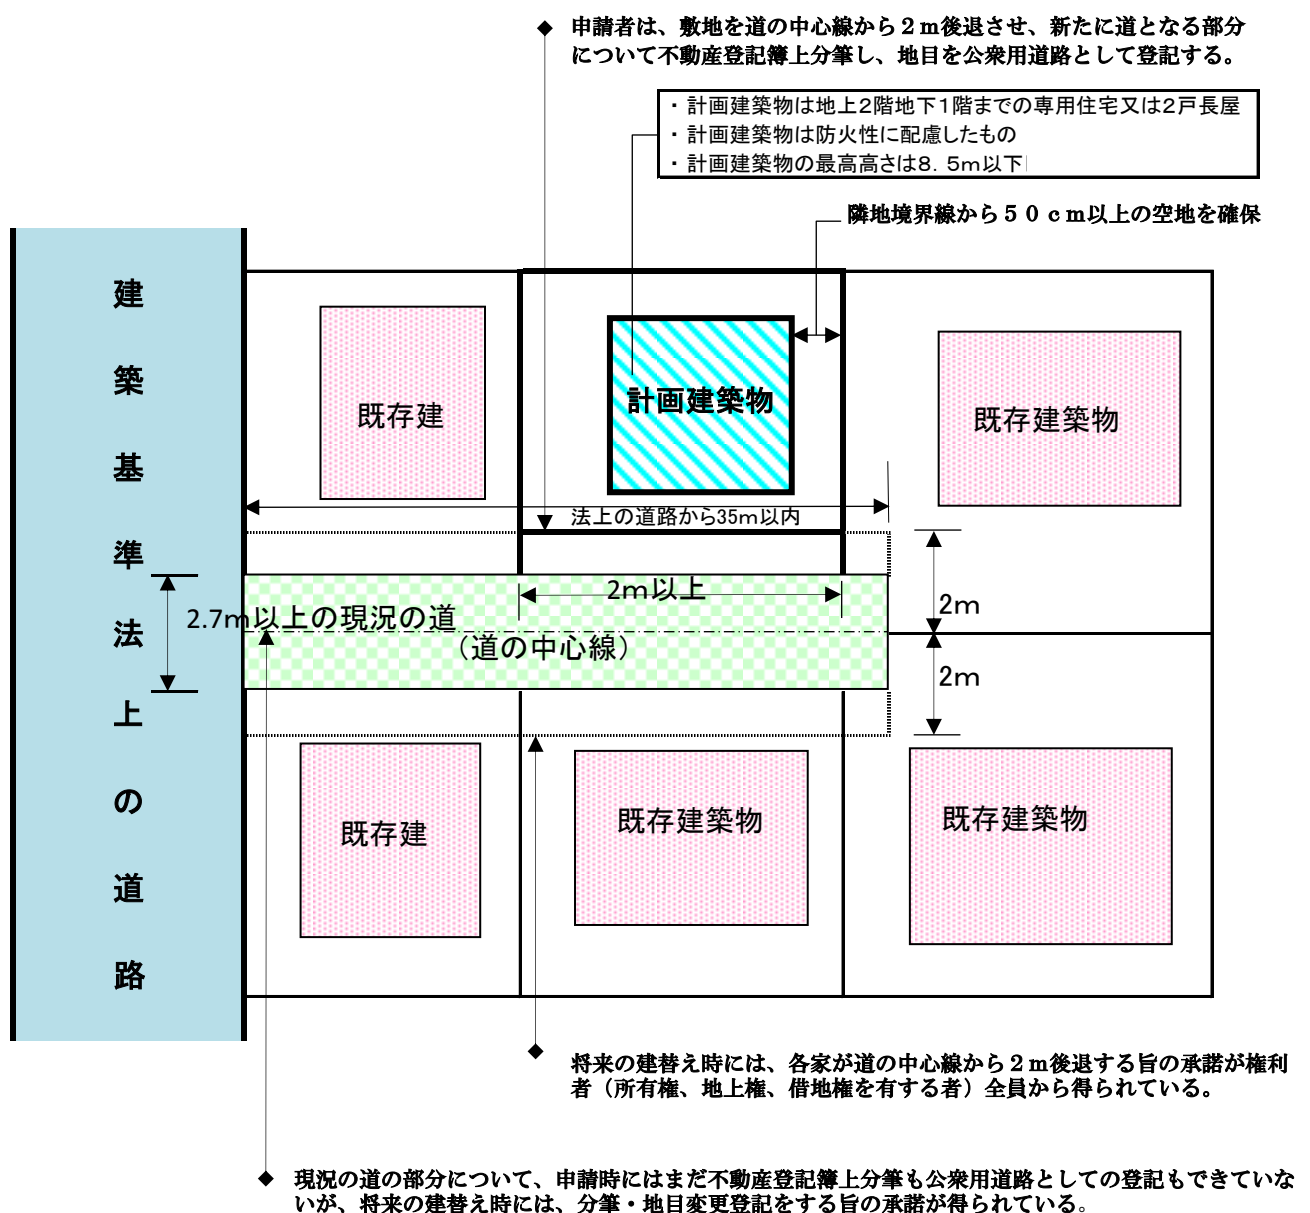 ◆ 申請者は、敷地を道の中心線から２ｍ後退させ、新たに道となる部分
について不動産登記簿上分筆し、地目を公衆用道路として登記する。
・計画建築物は地上２階地下１階までの専用住宅又は２戸長屋
・計画建築物は防火性に配慮したもの
・計画建築物の最高高さは８．５ｍ以下
隣地境界線から５０ｃｍ以上の空地を確保
建築基準法上の道路
既存建
計画建築物
既存建築物
法上の道路から35ｍ以内
2ｍ以上
2.7ｍ以上の現況の道
（道の中心線）
2ｍ
2ｍ
既存建
既存建築物
既存建築物
◆ 将来の建替え時には、各家が道の中心線から２ｍ後退する旨の承諾が権利
者（所有権、地上権、借地権を有する者）全員から得られている。
◆ 現況の道の部分について、申請時にはまだ不動産登記簿上分筆も公衆用道路としての登記もできていな
いが、将来の建替え時には、分筆・地目変更登記をする旨の承諾が得られている。